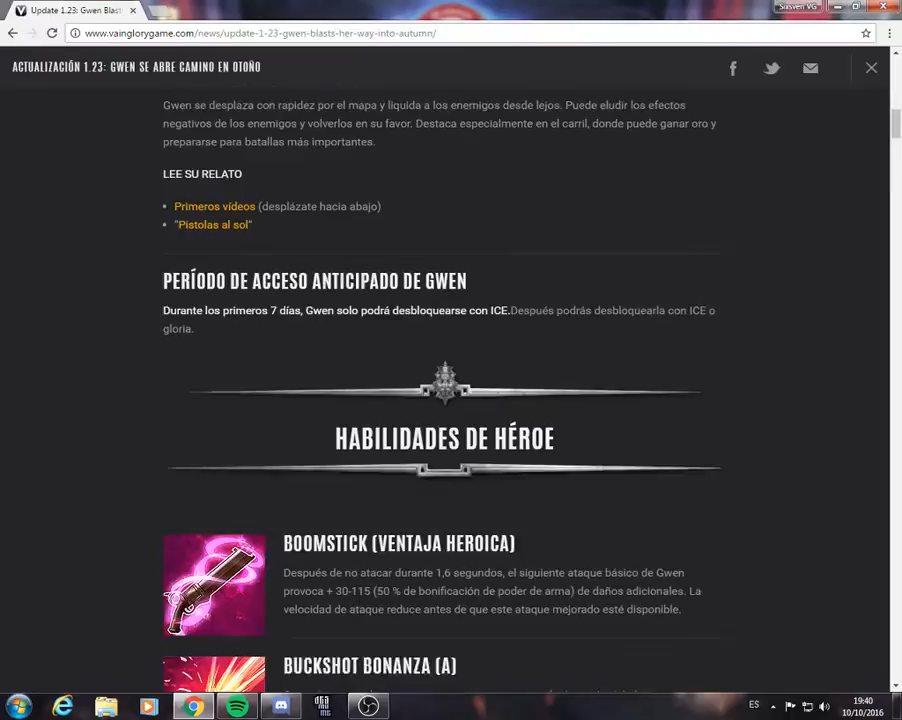 Update 1.23: Gwen Blast
Susven VG
www.vainglorygame.com/news/update-1-23-gwen-blasts-her-way-into-autumn/
ACTUALIZACIÓN 1.23: GWEN SE ABRE CAMINO EN OTOÑO
Gwen se desplaza con rapidez por el mapa y liquida a los enemigos desde lejos. Puede eludir los efectos
negativos de los enemigos y volverlos en su favor. Destaca especialmente en el carril, donde puede ganar oro y
prepararse para batallas más importantes.
LEE SU RELATO
Primeros vídeos (desplázate hacia abajo)
“Pistolas al sol”
PERÍODO DE ACCESO ANTICIPADO DE GWEN
Durante los primeros 7 días, Gwen solo podrá desbloquearse con ICE.Después podrás desbloquearla con ICE o
gloria.
HABILIDADES DE HÉROE
BOOMSTICK (VENTAJA HEROICA)
Después de no atacar durante 1,6 segundos, el siguiente ataque básico de Gwen
provoca + 30-115 (50 % de bonificación de poder de arma) de daños adicionales. La
velocidad de ataque reduce antes de que este ataque mejorado esté disponible.
BUCKSHOT BONANZA (A)
ES
19:40
10/10/2016